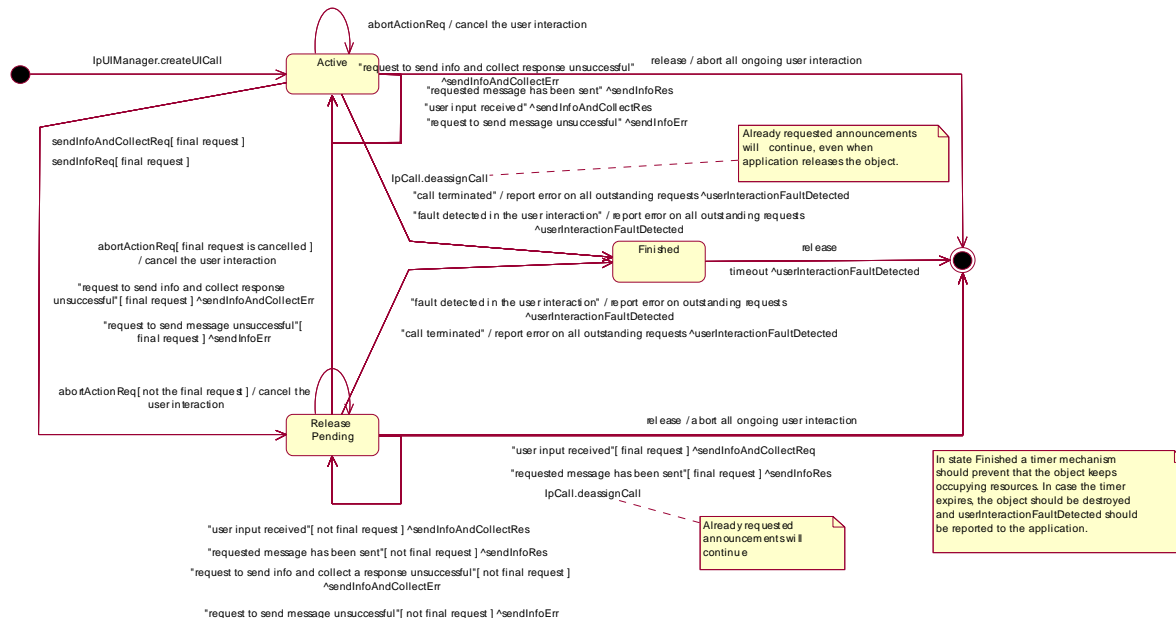 abortActionReq / cancel the user interaction
IpUIManager.createUICall
Active
"request to send info and collect response unsuccessful"
^sendInfoAndCollectErr
release / abort all ongoing user interaction
"requested message has been sent" ^sendInfoRes
"user input received" ^sendInfoAndCollectRes
"request to send message unsuccessful" ^sendInfoErr
sendInfoAndCollectReq[ final request ]
sendInfoReq[ final request ]
Already requested announcements
will continue, even when
application releases the object.
IpCall.deassignCall
"call terminated" / report error on all outstanding requests ^userInteractionFaultDetected
"fault detected in the user interaction" / report error on all outstanding requests
^userInteractionFaultDetected
abortActionReq[ final request is cancelled ]
/ cancel the user interaction
Finished
release
timeout ^userInteractionFaultDetected
"request to send info and collect response
unsuccessful"[ final request ] ^sendInfoAndCollectErr
"request to send message unsuccessful"[
final request ] ^sendInfoErr
"fault detected in the user interaction" / report error on outstanding requests
^userInteractionFaultDetected
"call terminated" / report error on all outstanding requests ^userInteractionFaultDetected
abortActionReq[ not the final request ] / cancel the
user interaction
Release
Pending
release / abort all ongoing user interaction
"user input received"[ final request ] ^sendInfoAndCollectReq
"requested message has been sent"[ final request ] ^sendInfoRes
IpCall.deassignCall
In state Finished a timer mechanism
should prevent that the object keeps
occupying resources. In case the timer
expires, the object should be destroyed
and userInteractionFaultDetected should
be reported to the application.
Already requested
announcements will
continue
"user input received"[ not final request ] ^sendInfoAndCollectRes
"requested message has been sent"[ not final request ] ^sendInfoRes
"request to send info and collect a response unsuccessful"[ not final request ]
^sendInfoAndCollectErr
"request to send message unsuccessful"[ not final request ] ^sendInfoErr